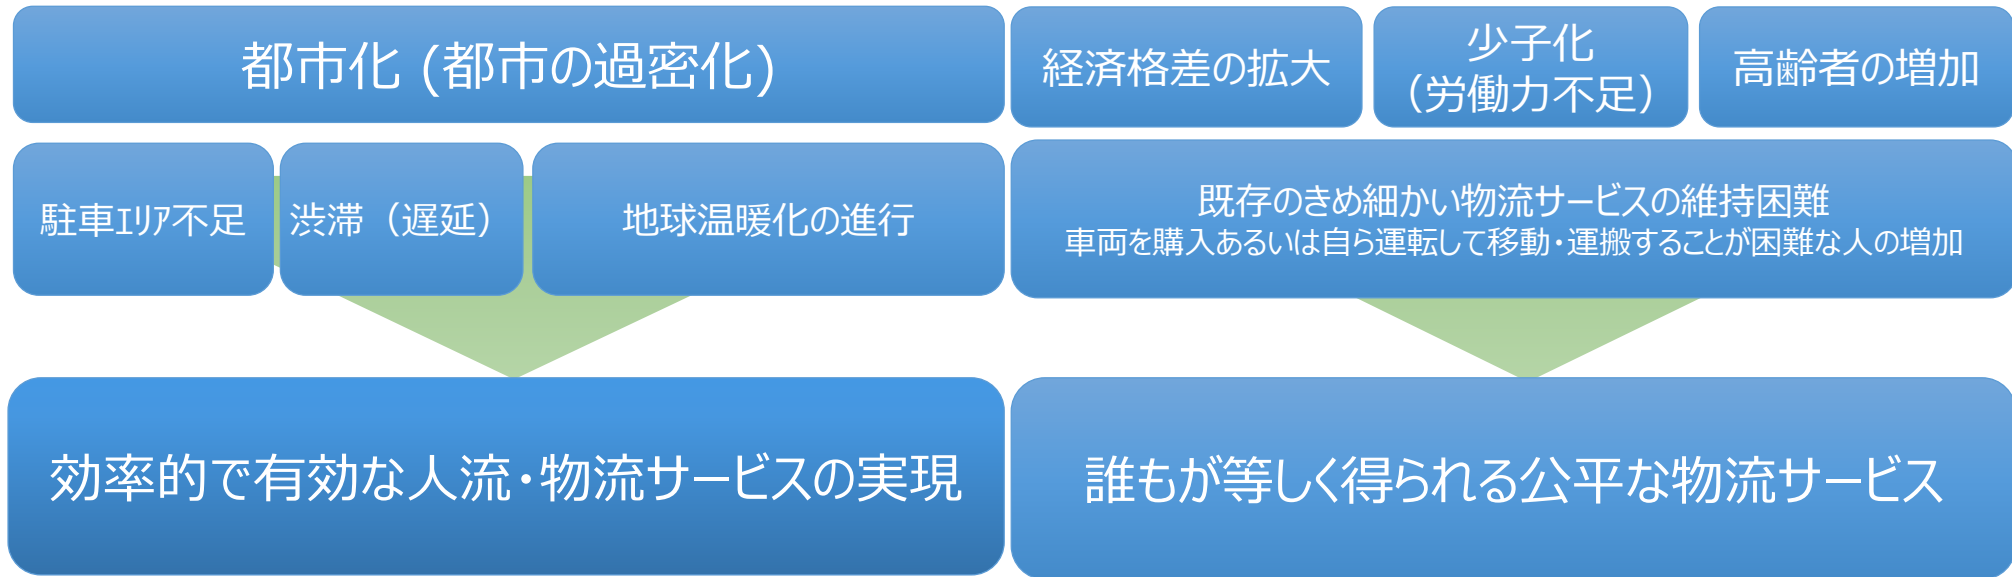 都市化 (都市の過密化)
経済格差の拡大
少子化
（労働力不足）
高齢者の増加
駐車ｴﾘｱ不足
渋滞（遅延）
地球温暖化の進行
既存のきめ細かい物流サービスの維持困難
車両を購入あるいは自ら運転して移動・運搬することが困難な人の増加
効率的で有効な人流・物流サービスの実現
誰もが等しく得られる公平な物流サービス